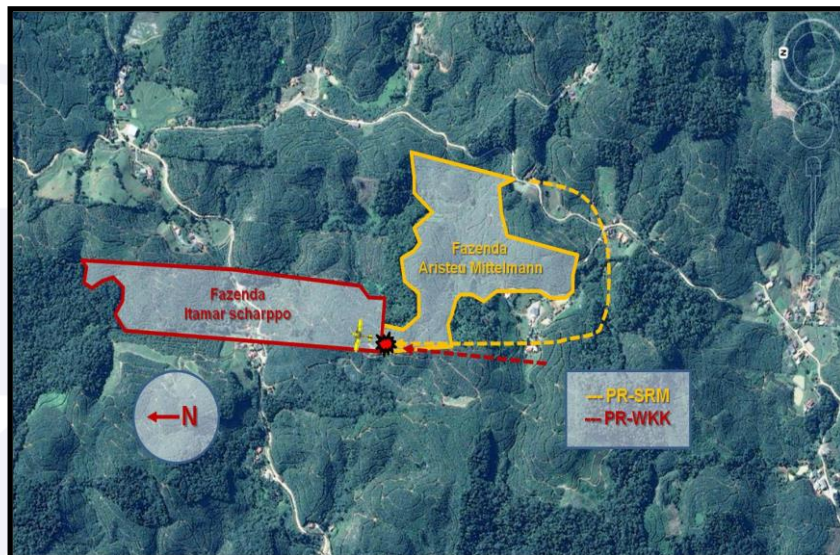 Fazenda
Aristeu Mittelmann
Fazenda
Itamar scharppo
N
--- PR-SRM
--- PR-WKK